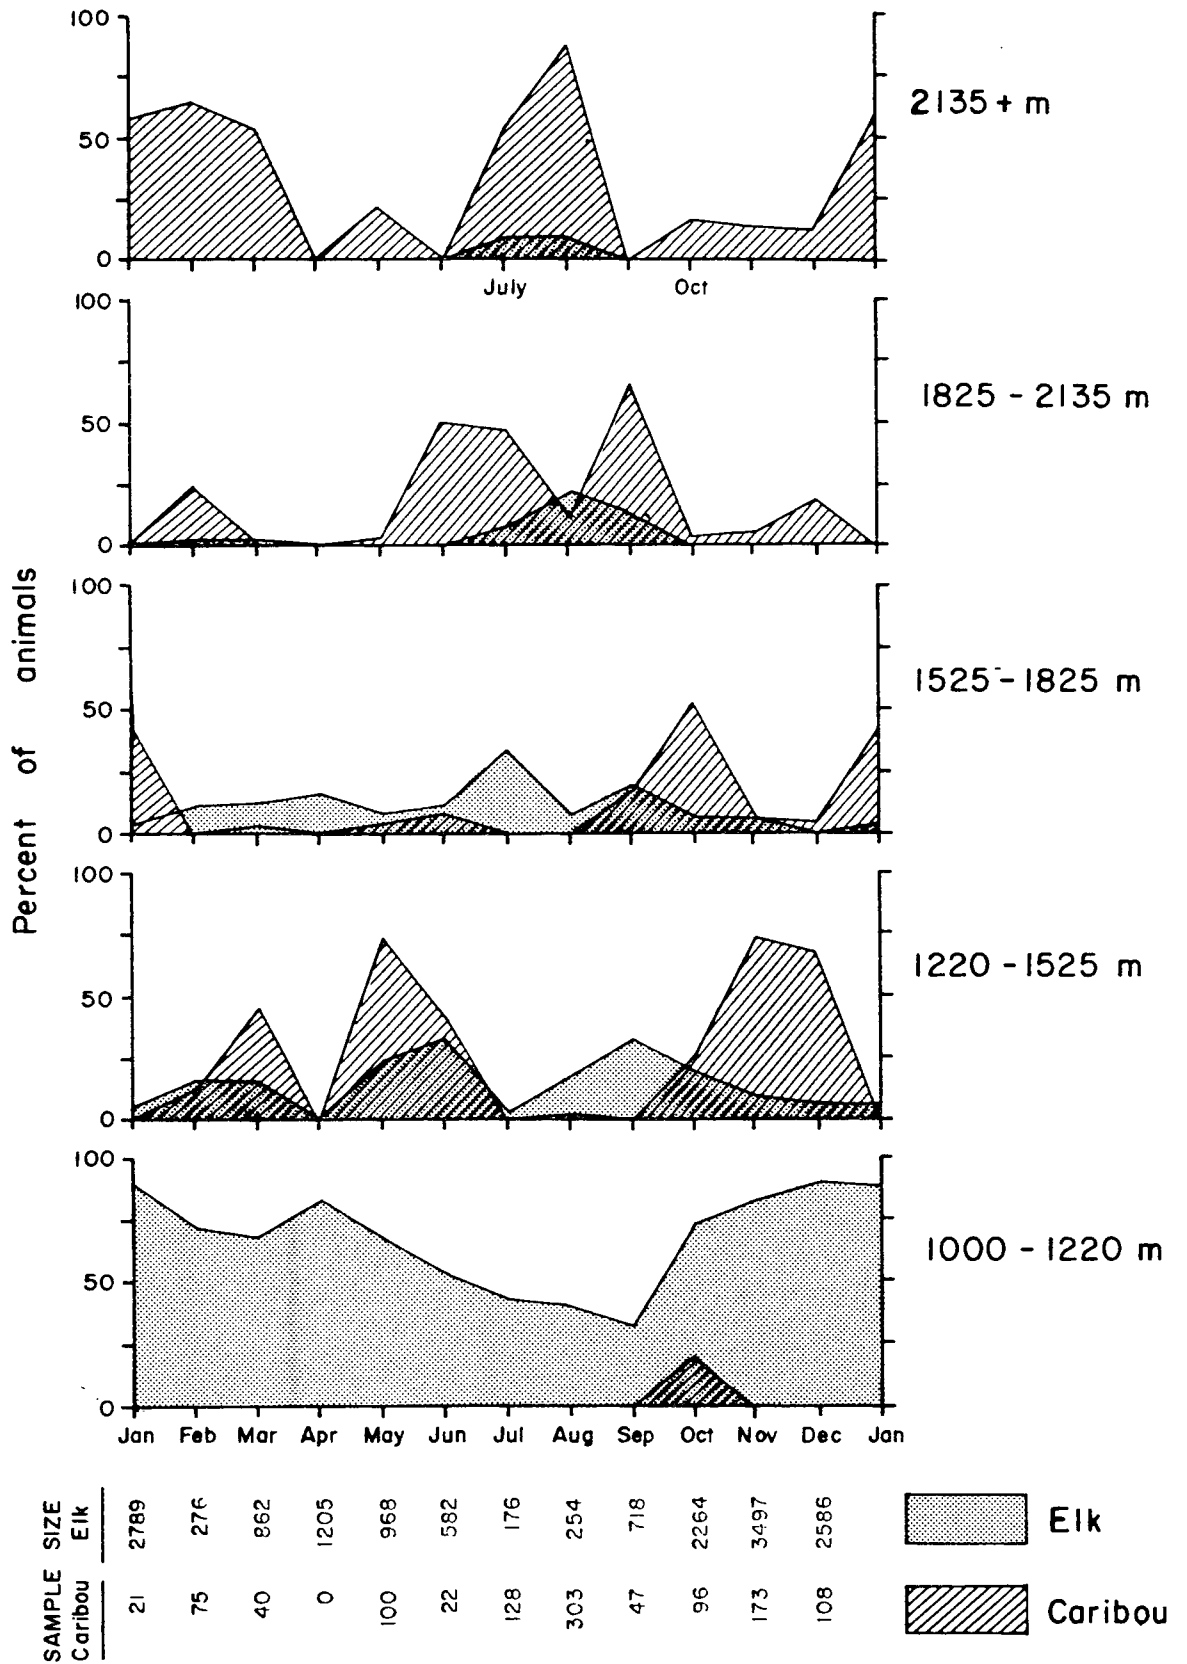 100
50
0
2135 + m
July Oct
100
50
0
1825 - 2135 m
Percent of animals
100
50
0
1525 - 1825 m
100
50
0
1220 - 1525 m
100
50
0
1000 - 1220 m
Jan Feb Mar Apr May Jun Jul Aug Sep Oct Nov Dec Jan
SAMPLE SIZE
Elk 2789 276 862 1205 968 582 176 254 718 2264 3497 2586
Caribou 21 75 40 0 100 22 128 303 47 96 173 108
Elk
Caribou